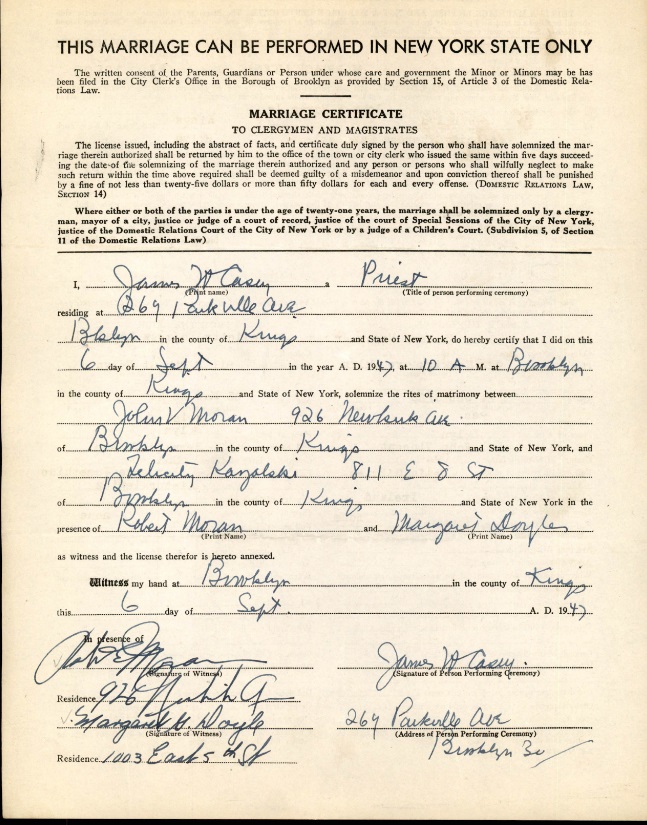 THIS MARRIAGE CAN BE PERFORMED IN NEW YORK STATE ONLY
The written consent of the Parents, Guardians or Person under whose care and government the Minor or Minors may be has
been filed in the City Clerk's Office in the Borough of Brooklyn as provided by Section 15, of Article 3 of the Domestic Rela-
tions Law.
MARRIAGE CERTIFICATE
TO CLERGYMEN AND MAGISTRATES
The license issued, including the abstract of facts, and certificate duly signed by the person who shall have solemnized the mar-
riage therein authorized shall be returned by him to the office of the town or city clerk who issued the same within five days succeed-
ing the date of the solemnizing of the marriage therein authorized and any person or persons who shall wilfully neglect to make
such return within the time above required shall be deemed guilty of a misdemeanor and upon conviction thereof shall be punished
by a fine of not less than twenty-five dollars or more than fifty dollars for each and every offense. (DOMESTIC RELATIONS LAW,
SECTION 14)
Where either or both of the parties is under the age of twenty-one years, the marriage shall be solemnized only by a clergy-
man, mayor of a city, justice or judge of a court of record, justice of the court of Special Sessions of the City of New York,
justice of the Domestic Relations Court of the City of New York or by a judge of a Children's Court. (Subdivision 5, of Section
11 of the Domestic Relations Law)
I, James W Casey a Priest
(Print name) (Title of person performing ceremony)
residing at 264 Parkville Ave
Bklyn in the county of Kings and State of New York, do hereby certify that I did on this
6 day of Sept in the year A. D. 1947, at 10 A M. at Brooklyn
in the county of Kings and State of New York, solemnize the rites of matrimony between
John V Moran 926 Newkirk Ave
of Brooklyn in the county of Kings and State of New York, and
Felicity Kazalski 811 E 8 ST
of Brooklyn in the county of Kings and State of New York in the
presence of Robert Moran and Margaret Doyle
(Print Name) (Print Name)
as witness and the license therefor is hereto annexed.
Witness my hand at Brooklyn in the county of Kings
this 6 day of Sept. A. D. 1947
In presence of
Robt E Moran James W Casey.
(Signature of Witness) (Signature of Person Performing Ceremony)
Residence 926 Newkirk Av
Margaret H. Doyle 264 Parkville Ave
(Signature of Witness) (Address of Person Performing Ceremony)
Residence 1003 East 5th St Brooklyn 30